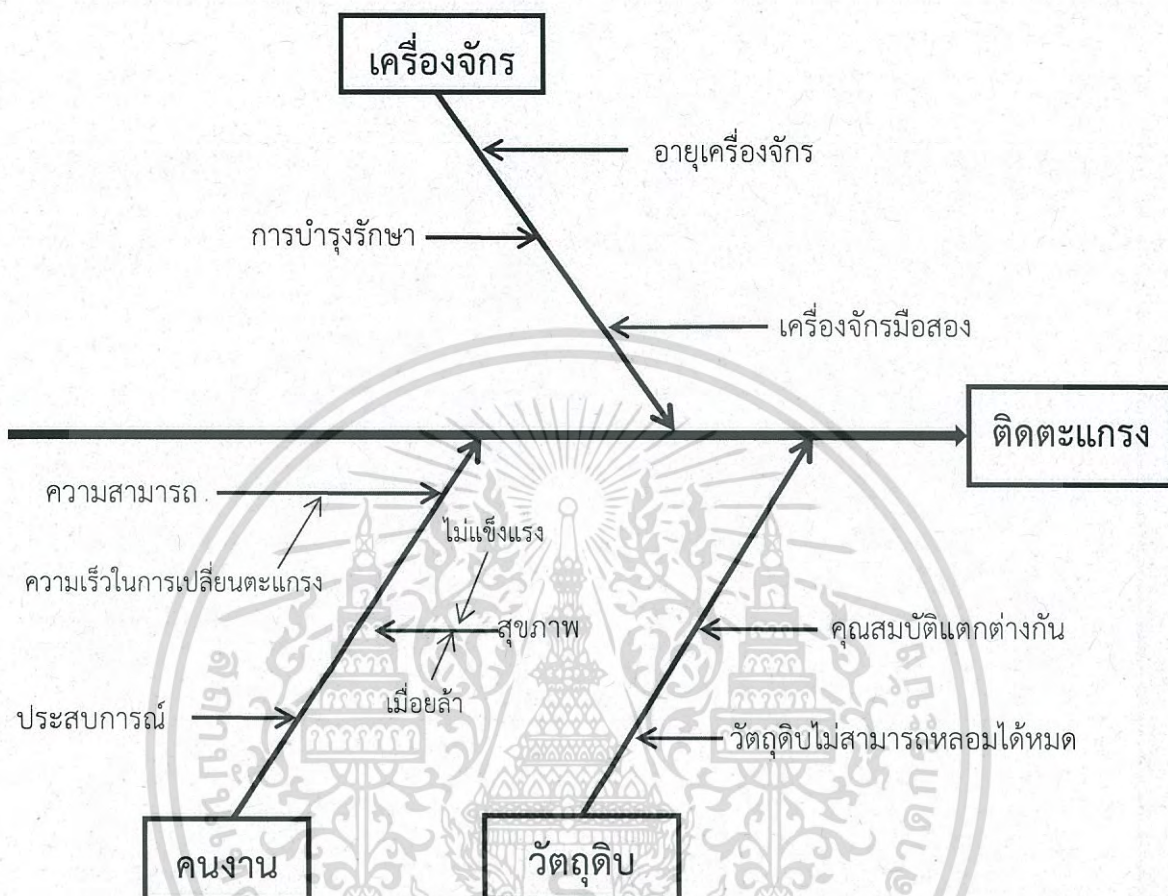 เครื่องจักร
อายุเครื่องจักร
การบำรุงรักษา
เครื่องจักรมือสอง
ติดตะแกรง
ความสามารถ
ไม่แข็งแรง
ความเร็วในการเปลี่ยนตะแกรง
สุขภาพ
คุณสมบัติแตกต่างกัน
เมื่อยล้า
ประสบการณ์
วัตถุดิบไม่สามารถหลอมได้หมด
คนงาน
วัตถุดิบ